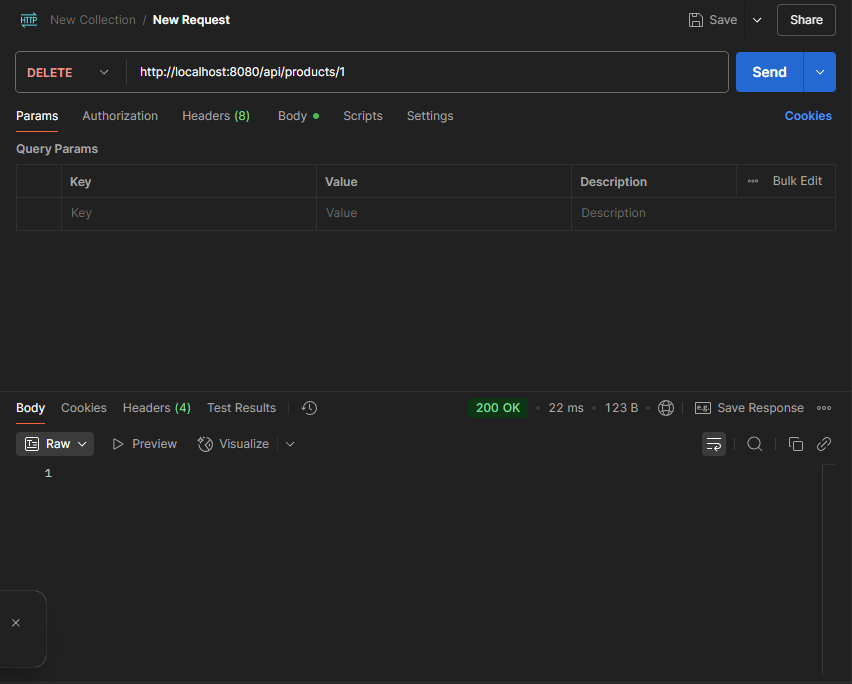 HTTP New Collection / New Request Save Share
DELETE http://localhost:8080/api/products/1 Send
Params Authorization Headers (8) Body Scripts Settings Cookies
Query Params
Key Value Description Bulk Edit
Key Value Description
Body Cookies Headers (4) Test Results 200 OK 22 ms 123 B e.g. Save Response
Raw Preview Visualize
1